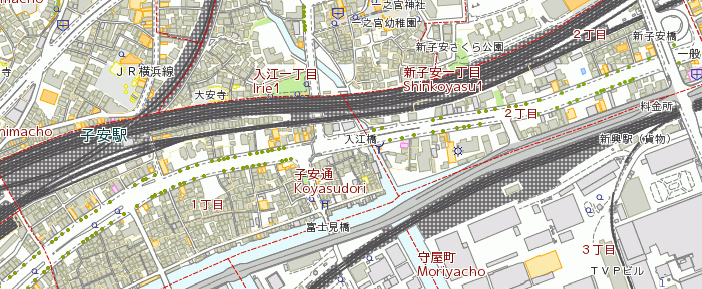 一之宮神社
一之宮幼稚園
新子安橋
2丁目
新子安さくら公園
一般
JR横浜線
入江一丁目
Irie1
新子安一丁目
Shinkoyasu1
大安寺
料金所
2丁目
himacho
子安駅
入江橋
新興駅(貨物)
子安通
Koyasudori
1丁目
富士見橋
守屋町
Moriyacho
3丁目
TVPビル